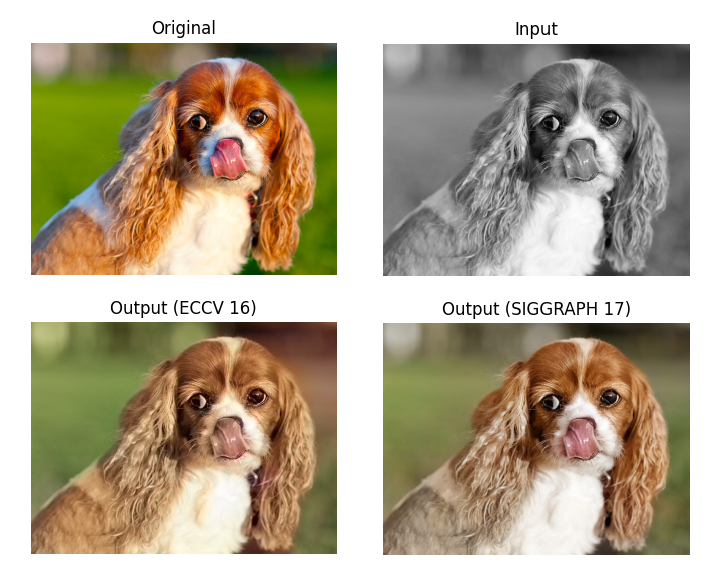 Original
Input
Output (ECCV 16)
Output (SIGGRAPH 17)